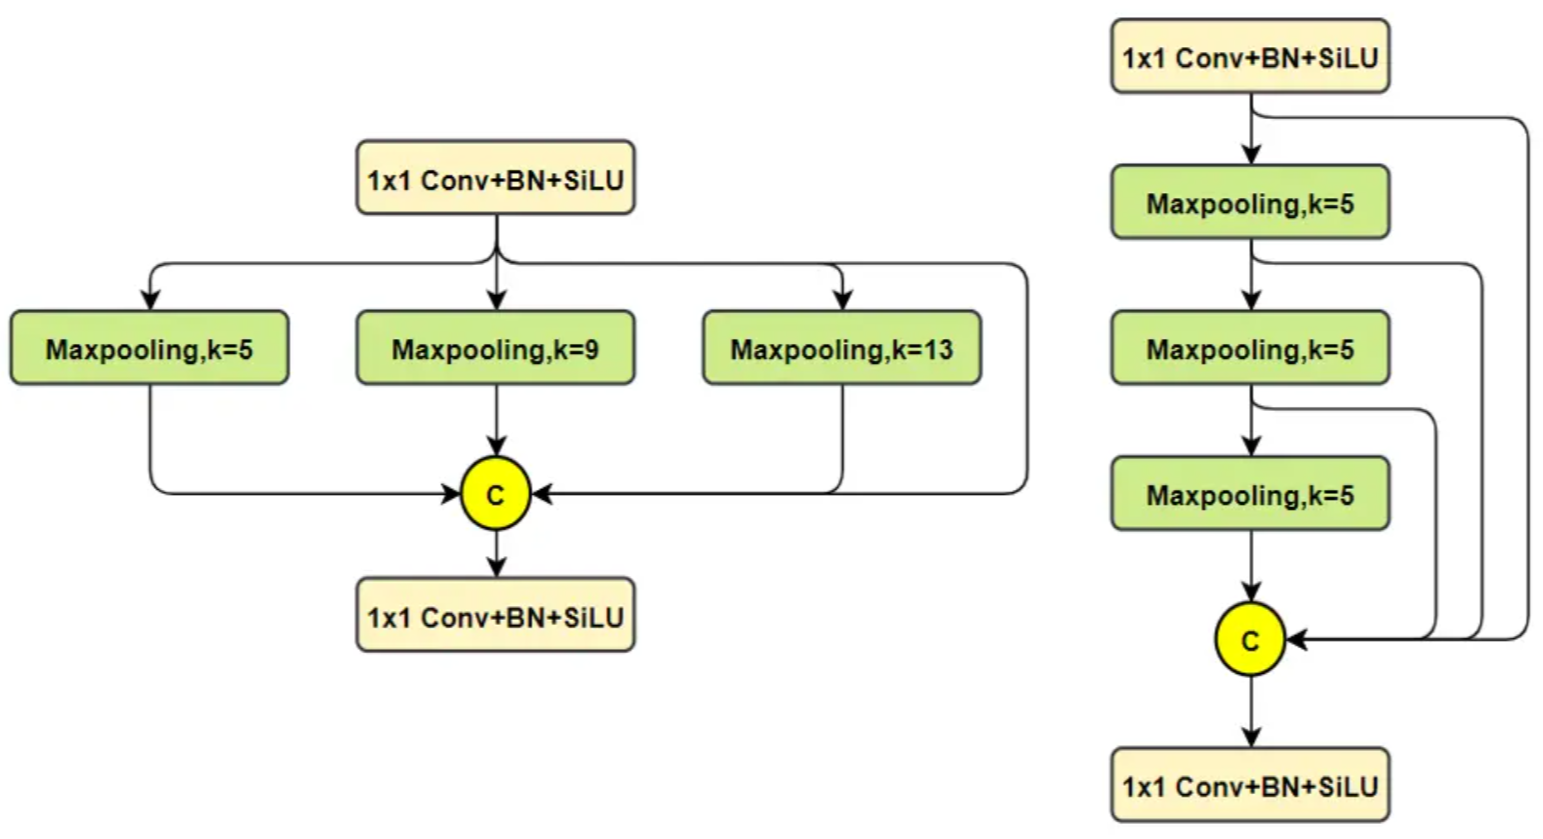 1x1 Conv+BN+SiLU
Maxpooling,k=5
Maxpooling,k=9
Maxpooling,k=13
C
1x1 Conv+BN+SiLU
1x1 Conv+BN+SiLU
Maxpooling,k=5
Maxpooling,k=5
Maxpooling,k=5
C
1x1 Conv+BN+SiLU